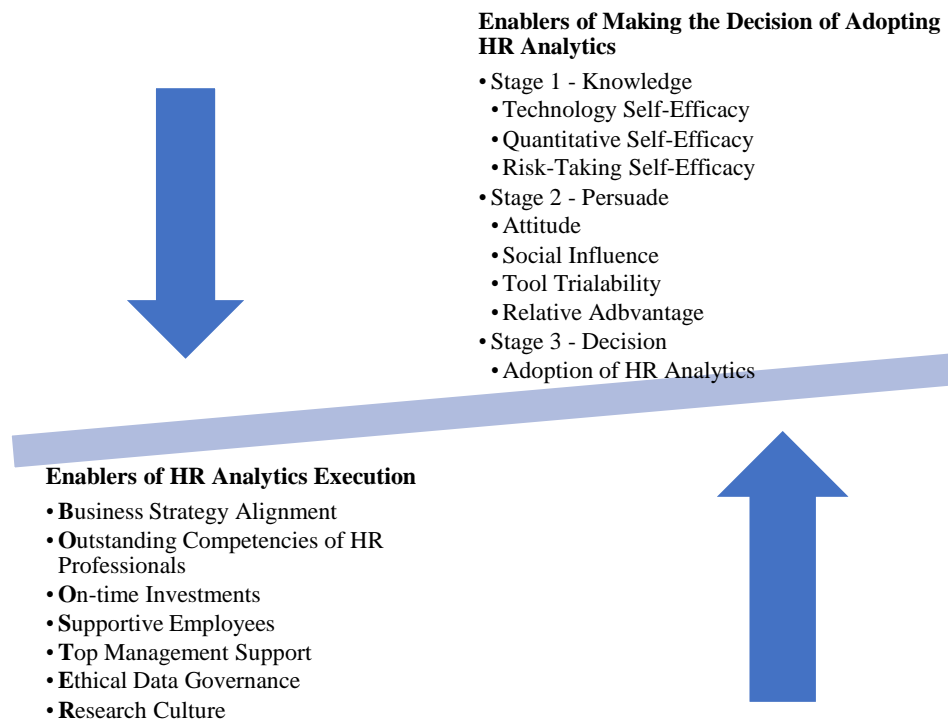 Enablers of Making the Decision of Adopting
HR Analytics
• Stage 1 - Knowledge
• Technology Self-Efficacy
• Quantitative Self-Efficacy
• Risk-Taking Self-Efficacy
• Stage 2 - Persuade
• Attitude
• Social Influence
• Tool Trialability
• Relative Adbvantage
• Stage 3 - Decision
• Adoption of HR Analytics
Enablers of HR Analytics Execution
• Business Strategy Alignment
• Outstanding Competencies of HR
Professionals
• On-time Investments
• Supportive Employees
• Top Management Support
• Ethical Data Governance
• Research Culture